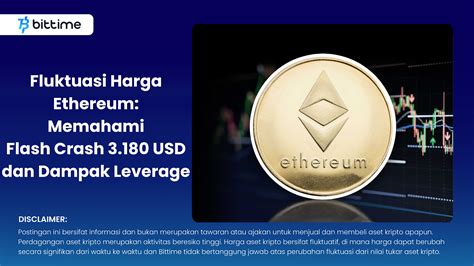 bittime
Fluktuasi Harga
Ethereum:
Memahami
Flash Crash 3.180 USD
dan Dampak Leverage
ethereum
DISCLAIMER:
Postingan ini bersifat informasi dan bukan merupakan tawaran atau ajakan untuk menjual dan membeli aset kripto apapun.
Perdagangan aset kripto merupakan aktivitas beresiko tinggi. Harga aset kripto bersifat fluktuatif, di mana harga dapat berubah
secara signifikan dari waktu ke waktu dan Bittime tidak bertanggung jawab atas perubahan fluktuasi dari nilai tukar aset kripto.